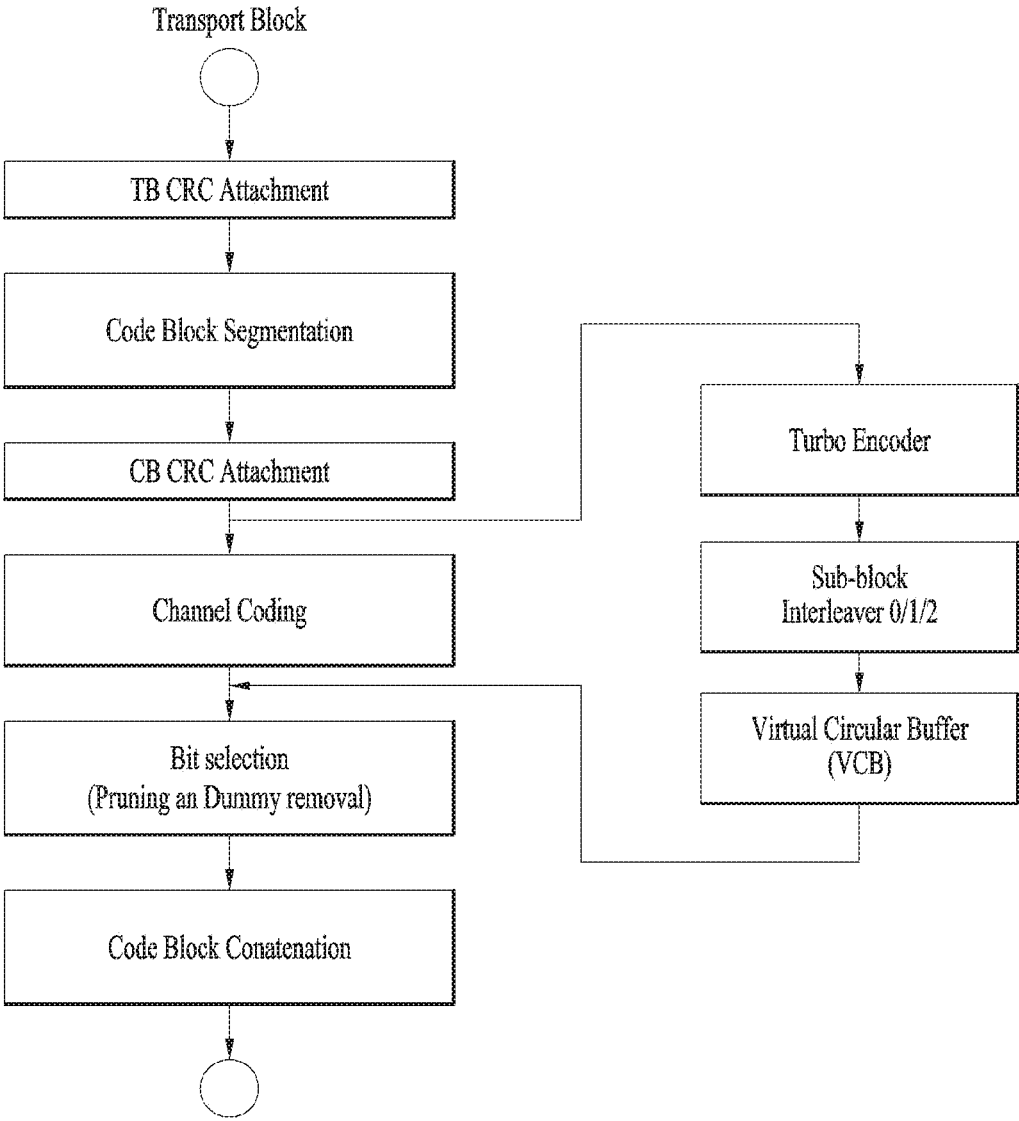 Transport Block
TB CRC Attachment
Code Block Segmentation
CB CRC Attachment
Channel Coding
Bit selection
(Pruning an Dummy removal)
Code Block Conatenation
Turbo Encoder
Sub-block
Interleaver 0/1/2
Virtual Circular Buffer
(VCB)